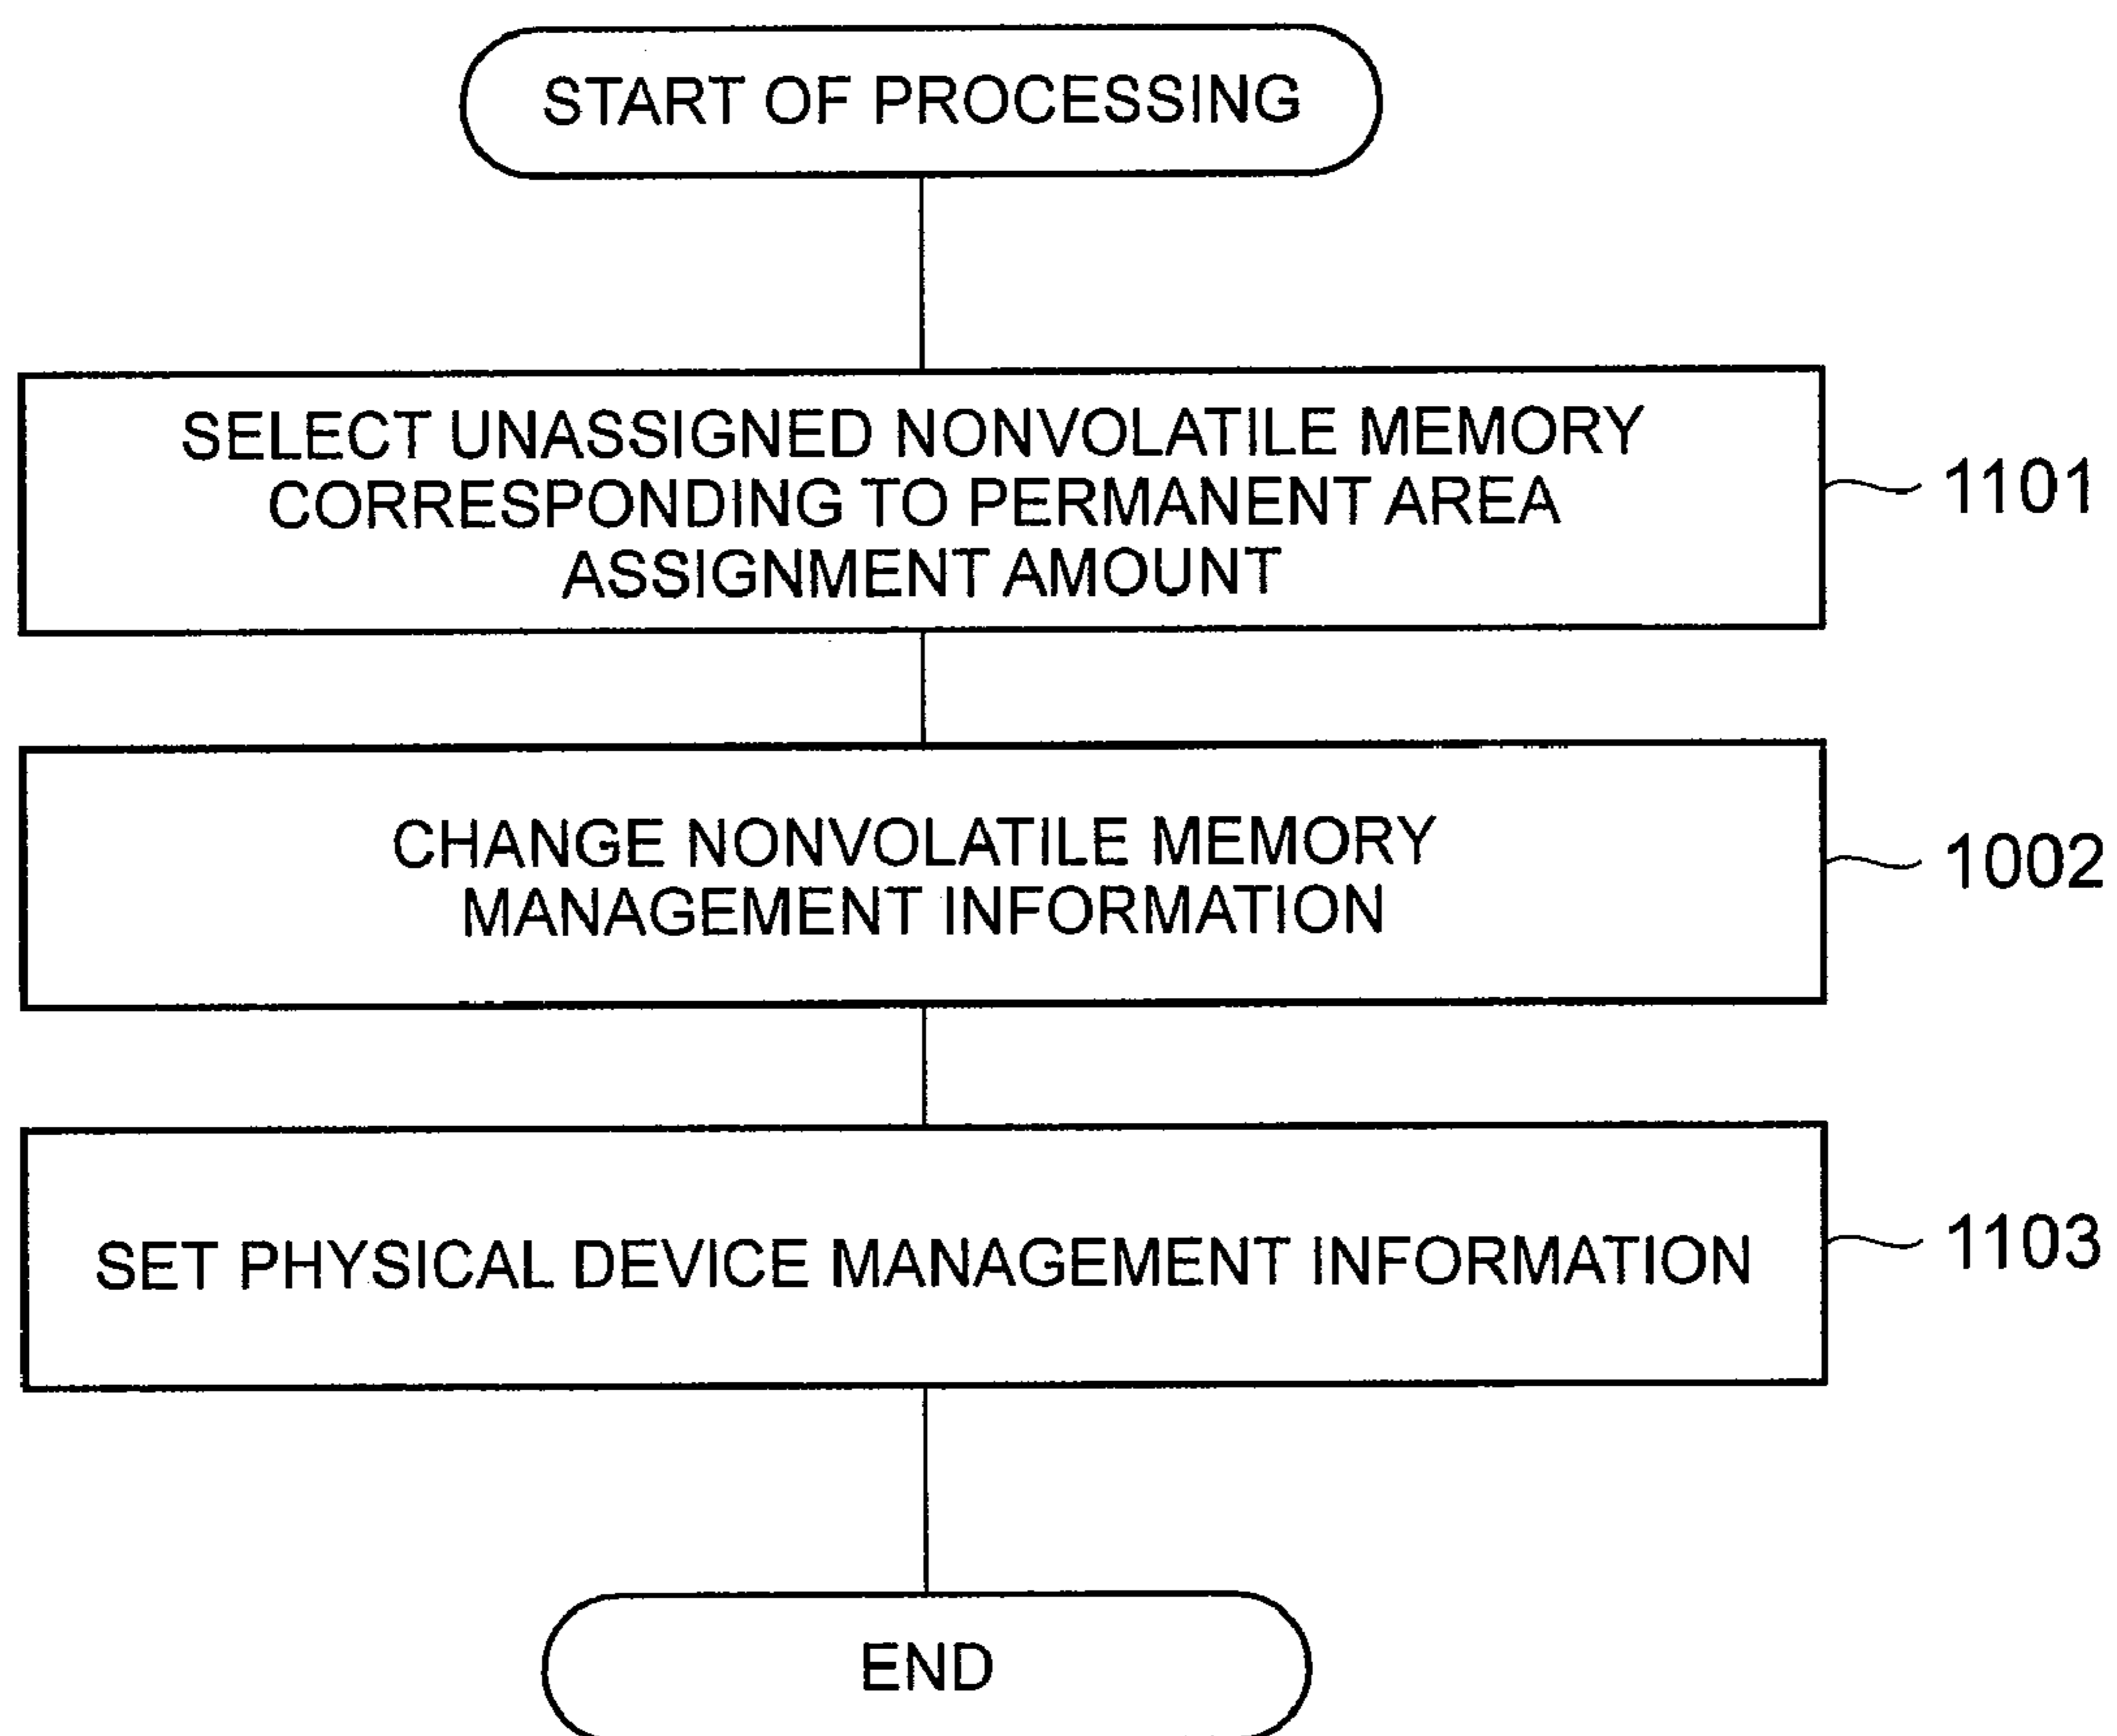 START OF PROCESSING
SELECT UNASSIGNED NONVOLATILE MEMORY
CORRESPONDING TO PERMANENT AREA
ASSIGNMENT AMOUNT
1101
CHANGE NONVOLATILE MEMORY
MANAGEMENT INFORMATION
1002
SET PHYSICAL DEVICE MANAGEMENT INFORMATION
1103
END